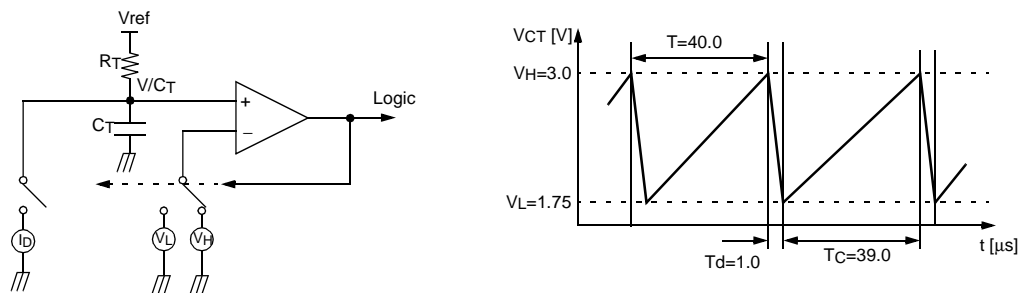 Vref
RT
V/CT
CT
+
−
Logic
ID
VL
VH
VCT [V]
T=40.0
VH=3.0
VL=1.75
Td=1.0
TC=39.0
t [μs]